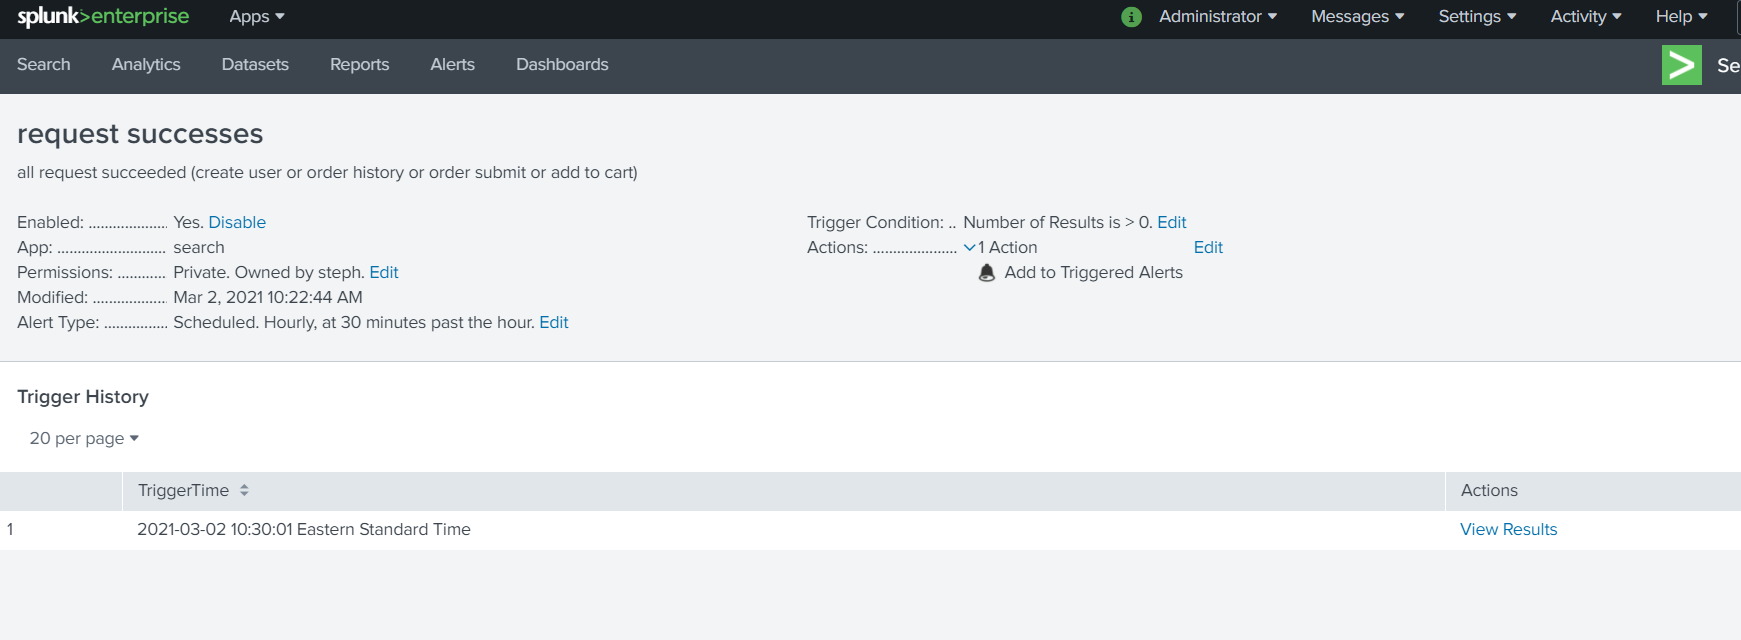 splunk>enterprise Apps Administrator Messages Settings Activity Help
Search Analytics Datasets Reports Alerts Dashboards Se
request successes
all request succeeded (create user or order history or order submit or add to cart)
Enabled: .................... Yes. Disable
App: ........................... search
Permissions: ............ Private. Owned by steph. Edit
Modified: .................. Mar 2, 2021 10:22:44 AM
Alert Type: ................ Scheduled. Hourly, at 30 minutes past the hour. Edit
Trigger Condition: .. Number of Results is > 0. Edit
Actions: ..................... 1 Action Edit
Add to Triggered Alerts
Trigger History
20 per page
TriggerTime Actions
1 2021-03-02 10:30:01 Eastern Standard Time View Results